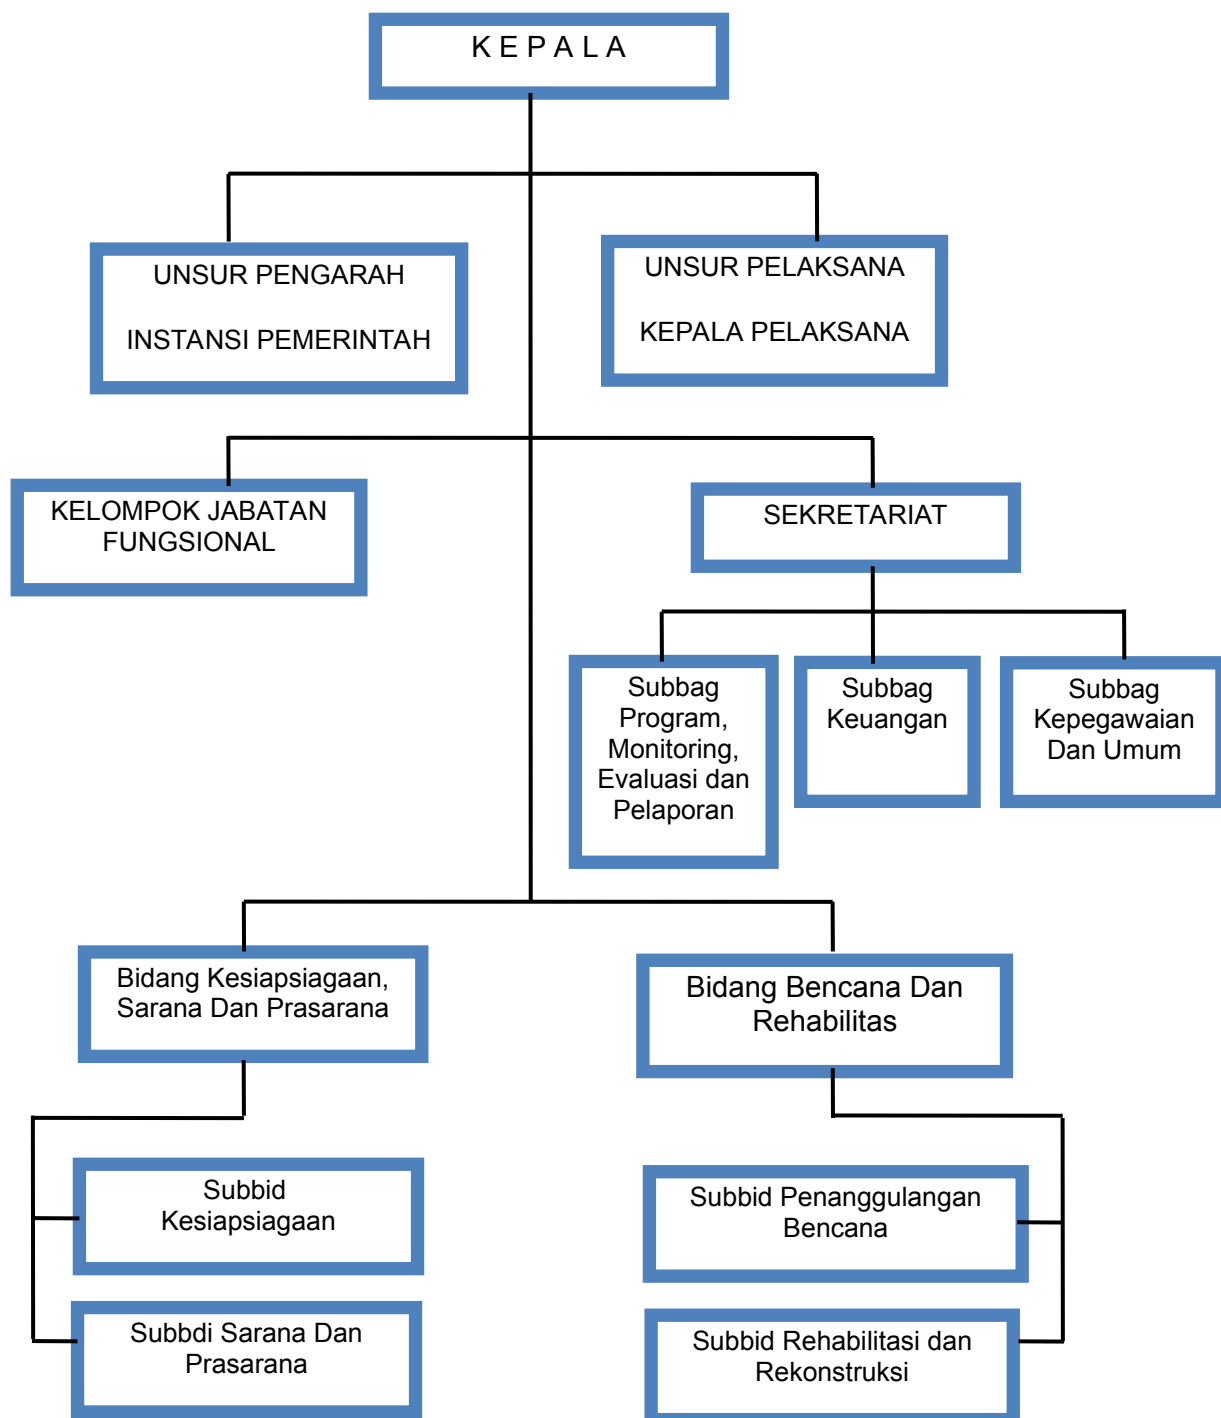 K E P A L A
UNSUR PENGARAH
INSTANSI PEMERINTAH
UNSUR PELAKSANA
KEPALA PELAKSANA
KELOMPOK JABATAN
FUNGSIONAL
SEKRETARIAT
Subbag
Program,
Monitoring,
Evaluasi dan
Pelaporan
Subbag
Keuangan
Subbag
Kepegawaian
Dan Umum
Bidang Kesiapsiagaan,
Sarana Dan Prasarana
Bidang Bencana Dan
Rehabilitas
Subbid
Kesiapsiagaan
Subbdi Sarana Dan
Prasarana
Subbid Penanggulangan
Bencana
Subbid Rehabilitasi dan
Rekonstruksi